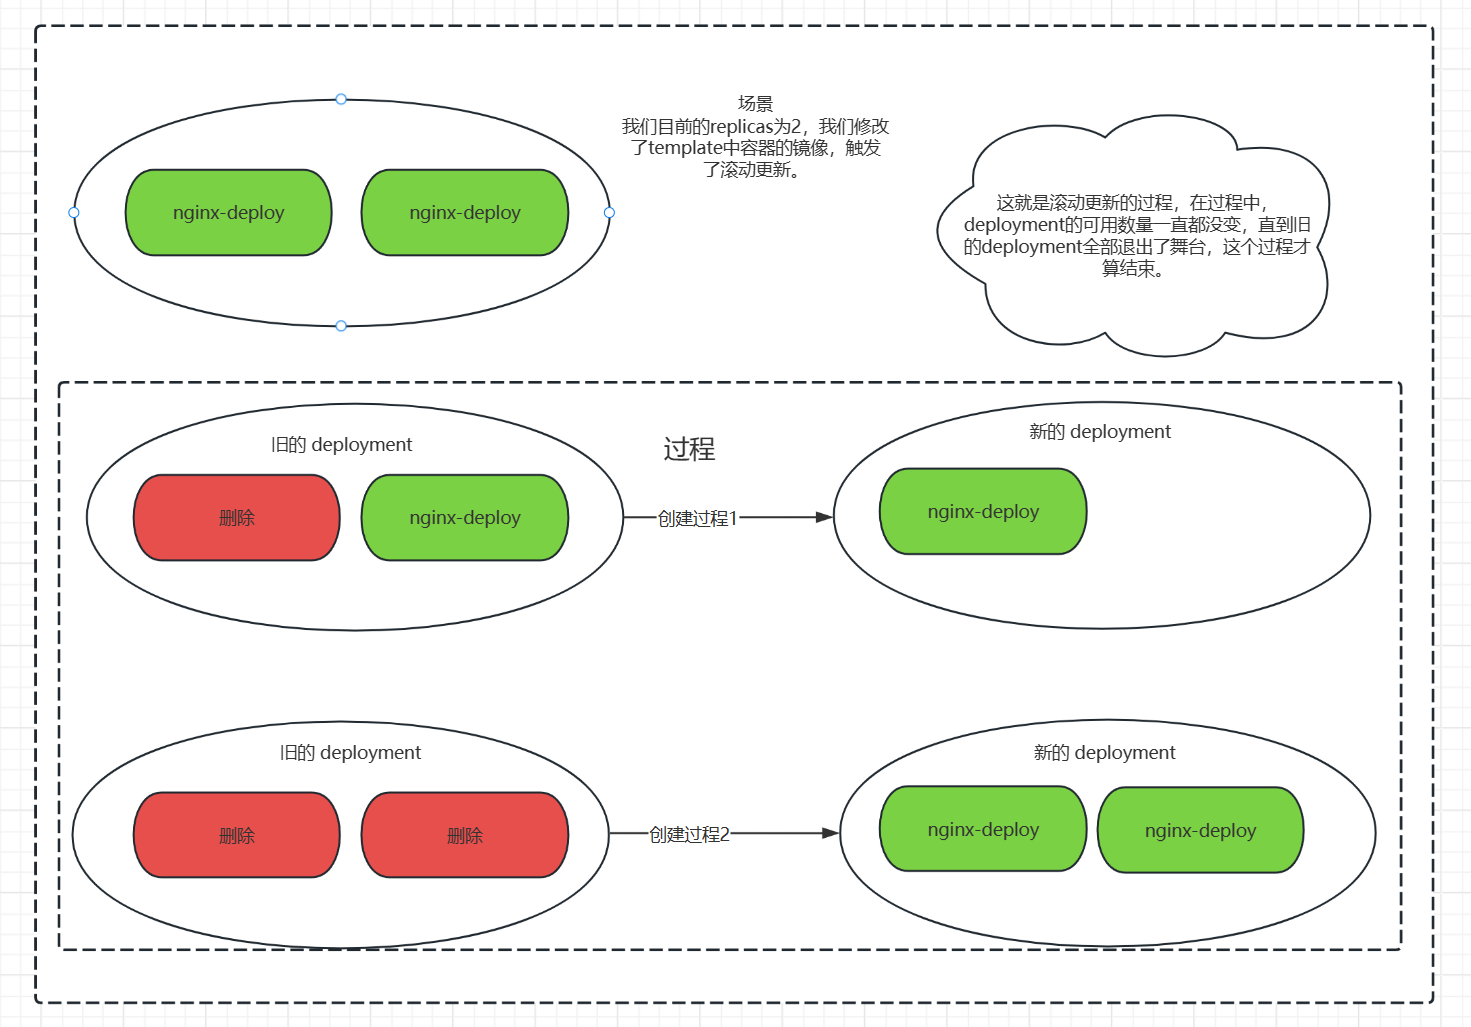 场景
我们目前的replicas为2，我们修改
了template中容器的镜像，触发
了滚动更新。
nginx-deploy
nginx-deploy
这就是滚动更新的过程，在过程中，
deployment的可用数量一直都没变，直到旧
的deployment全部退出了舞台，这个过程才
算结束。
过程
旧的 deployment
删除
nginx-deploy
创建过程1
新的 deployment
nginx-deploy
旧的 deployment
删除
删除
创建过程2
新的 deployment
nginx-deploy
nginx-deploy